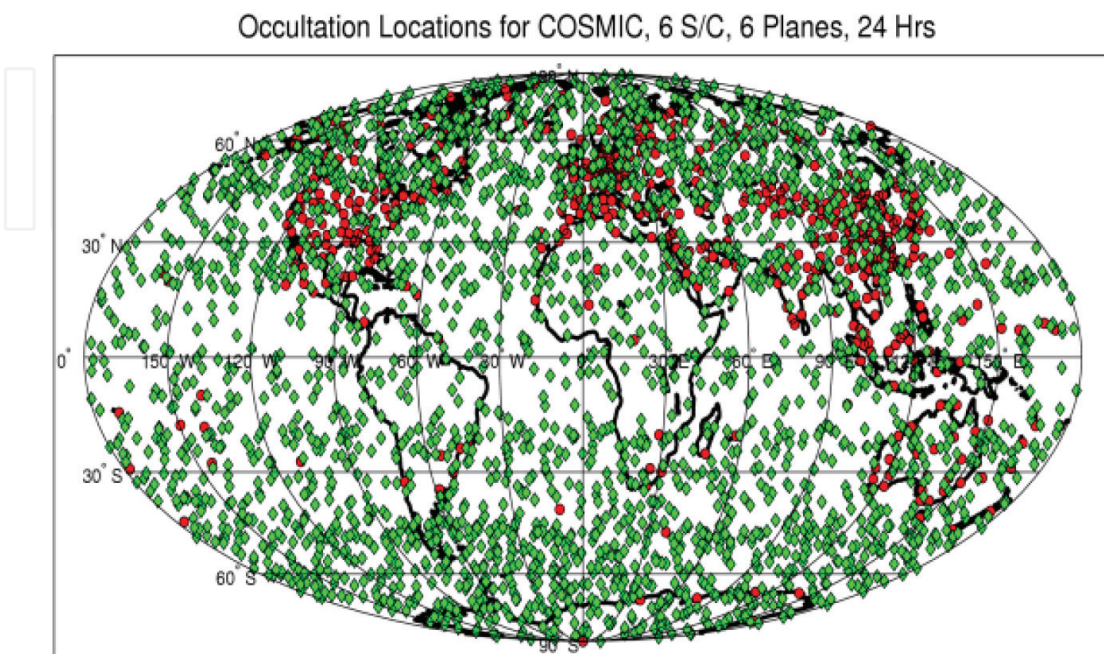 Occultation Locations for COSMIC, 6 S/C, 6 Planes, 24 Hrs
60° N
30° N
0° 150° W 120° W 90° W 60° W 30° W 0° 30° E 60° E 90° E 150° E
30° S
60° S
90° S